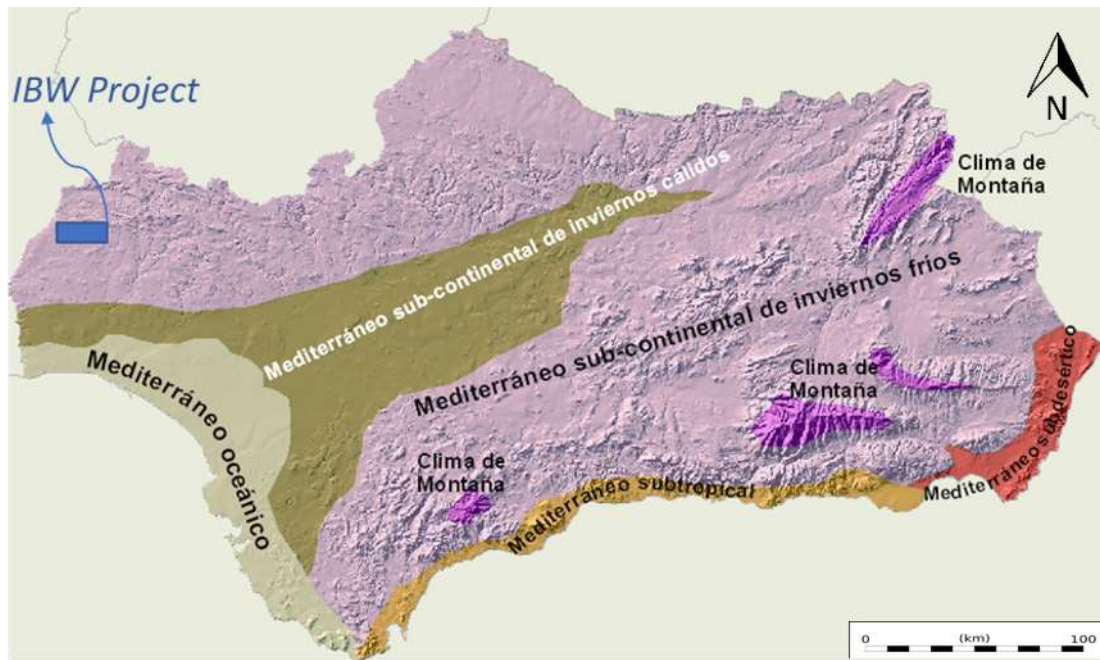 IBW Project
N
Clima de
Montaña
Mediterráneo sub-continental de inviernos cálidos
Mediterráneo sub-continental de inviernos fríos
Mediterráneo oceánico
Clima de
Montaña
Clima de
Montaña
Mediterráneo subtropical
Mediterráneo subdesértico
0 (km) 100